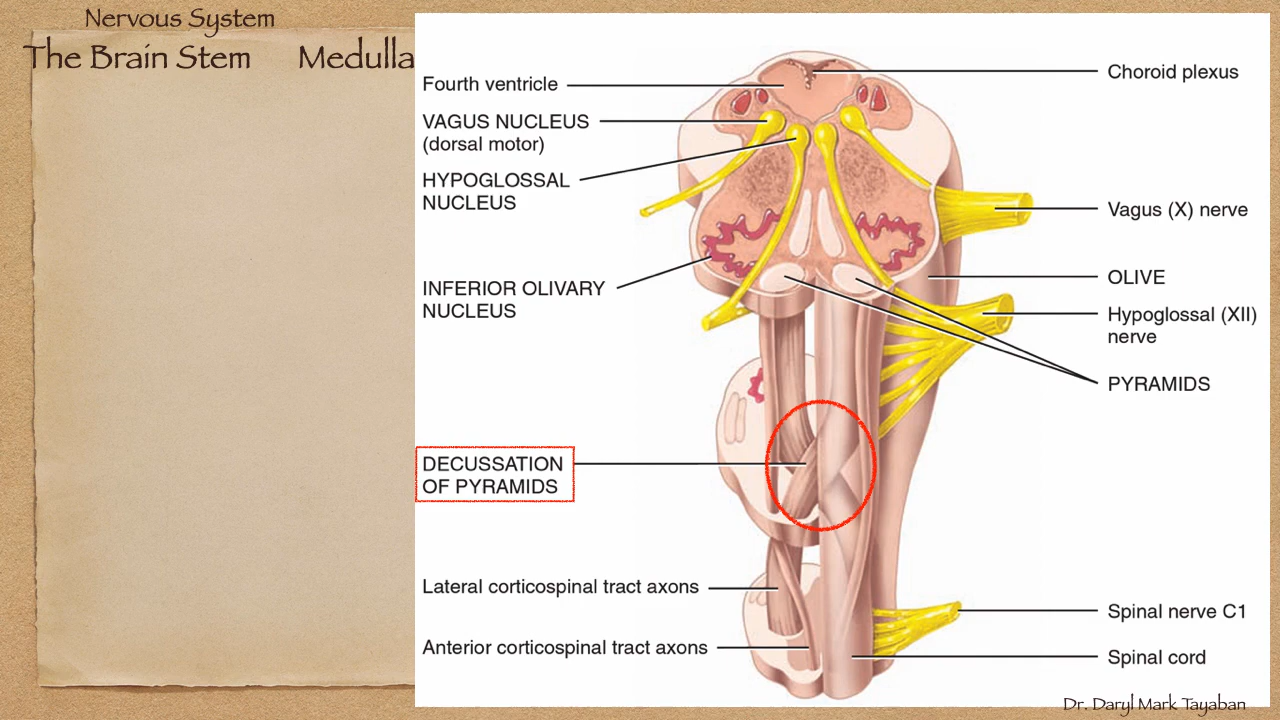 Nervous System
The Brain Stem Medulla
Fourth ventricle
VAGUS NUCLEUS
(dorsal motor)
HYPOGLOSSAL
NUCLEUS
INFERIOR OLIVARY
NUCLEUS
DECUSSATION
OF PYRAMIDS
Lateral corticospinal tract axons
Anterior corticospinal tract axons
Choroid plexus
Vagus (X) nerve
OLIVE
Hypoglossal (XII)
nerve
PYRAMIDS
Spinal nerve C1
Spinal cord
Dr. Daryl Mark Tayaban